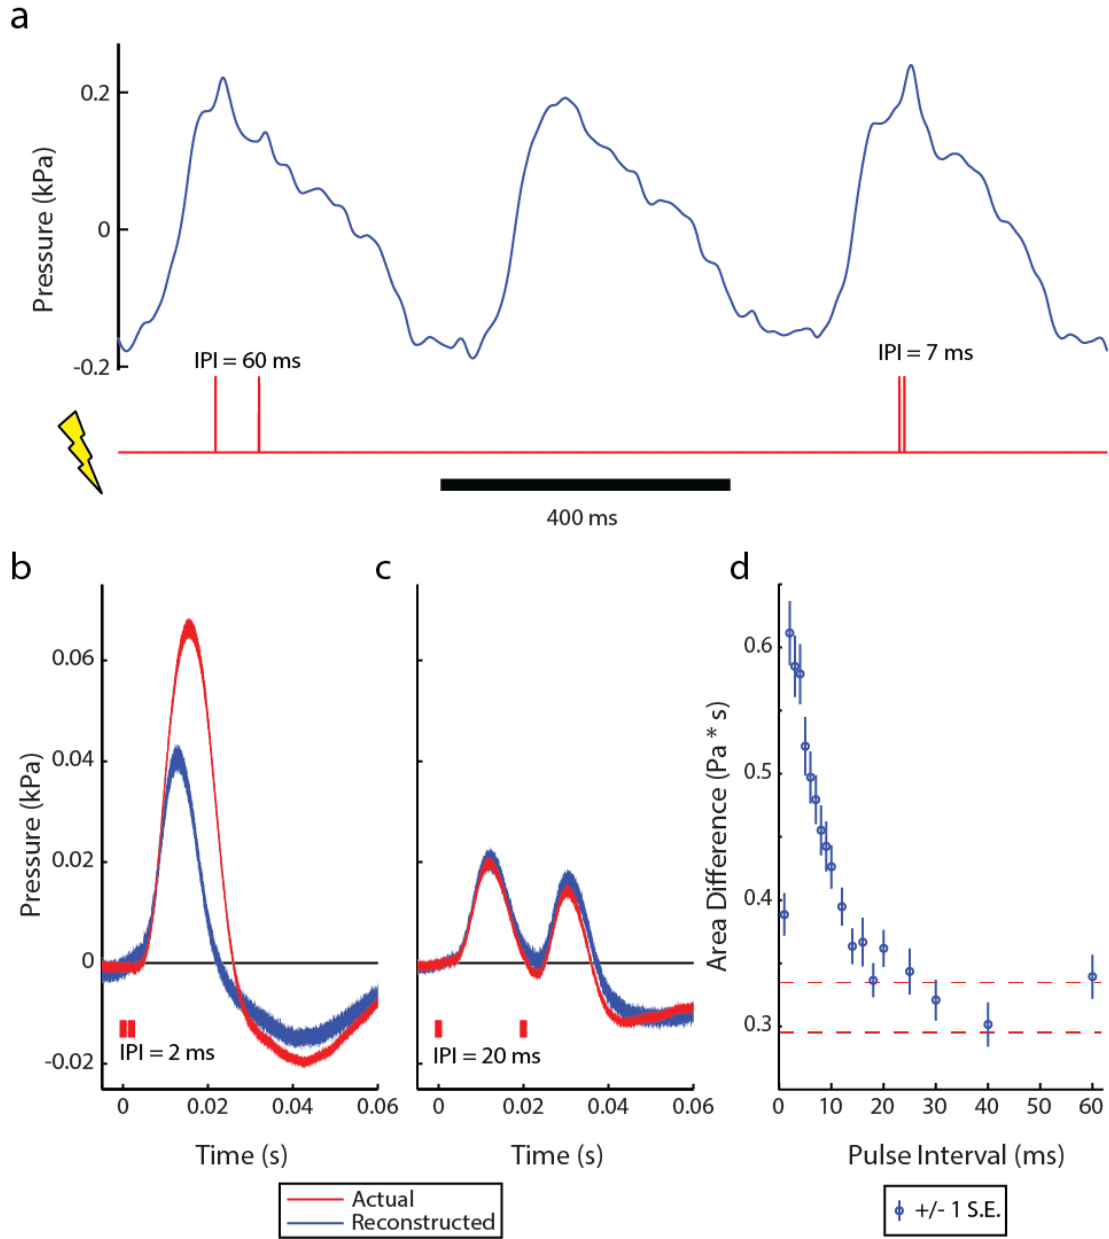 a
0.2
0
-0.2
Pressure (kPa)
IPI = 60 ms
IPI = 7 ms
400 ms
b
c
d
0.06
0.04
0.02
0
-0.02
Pressure (kPa)
IPI = 2 ms
0 0.02 0.04 0.06
Time (s)
IPI = 20 ms
0 0.02 0.04 0.06
Time (s)
0.6
0.5
0.4
0.3
Area Difference (Pa * s)
0 10 20 30 40 50 60
Pulse Interval (ms)
Actual
Reconstructed
+/- 1 S.E.